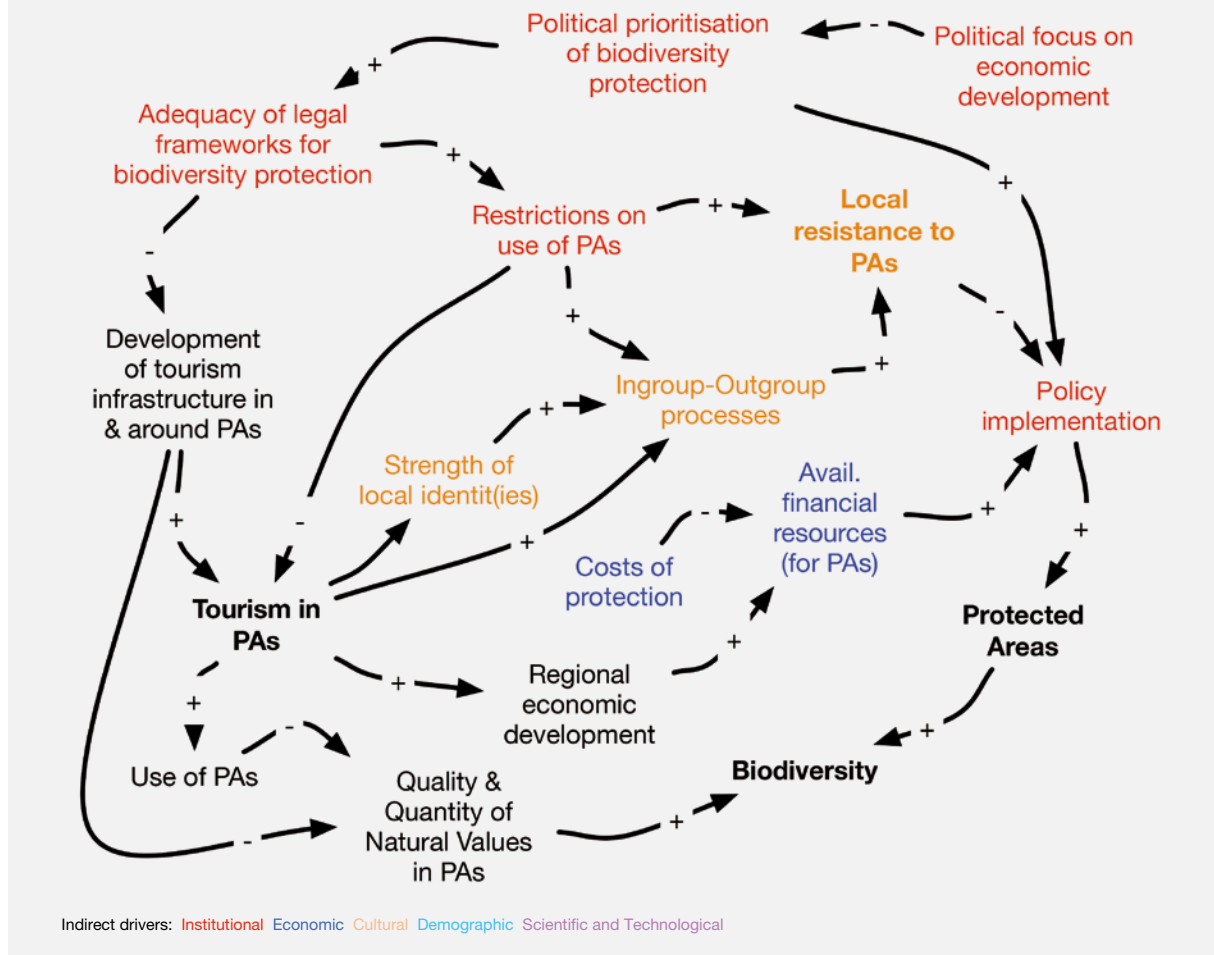 Political prioritisation
of biodiversity
protection
-
Political focus on
economic
development
+
Adequacy of legal
frameworks for
biodiversity protection
+
+
Restrictions on
use of PAs
+
Local
resistance to
PAs
-
-
+
Development
of tourism
infrastructure in
& around PAs
Ingroup-Outgroup
processes
+
Policy
implementation
+
Strength of
local identit(ies)
Avail.
financial
resources
(for PAs)
+
-
+
-
+
+
Costs of
protection
Tourism in
PAs
Protected
Areas
+
+
+
Regional
economic
development
-
+
Use of PAs
Biodiversity
Quality &
Quantity of
Natural Values
in PAs
-
+
Indirect drivers: Institutional Economic Cultural Demographic Scientific and Technological